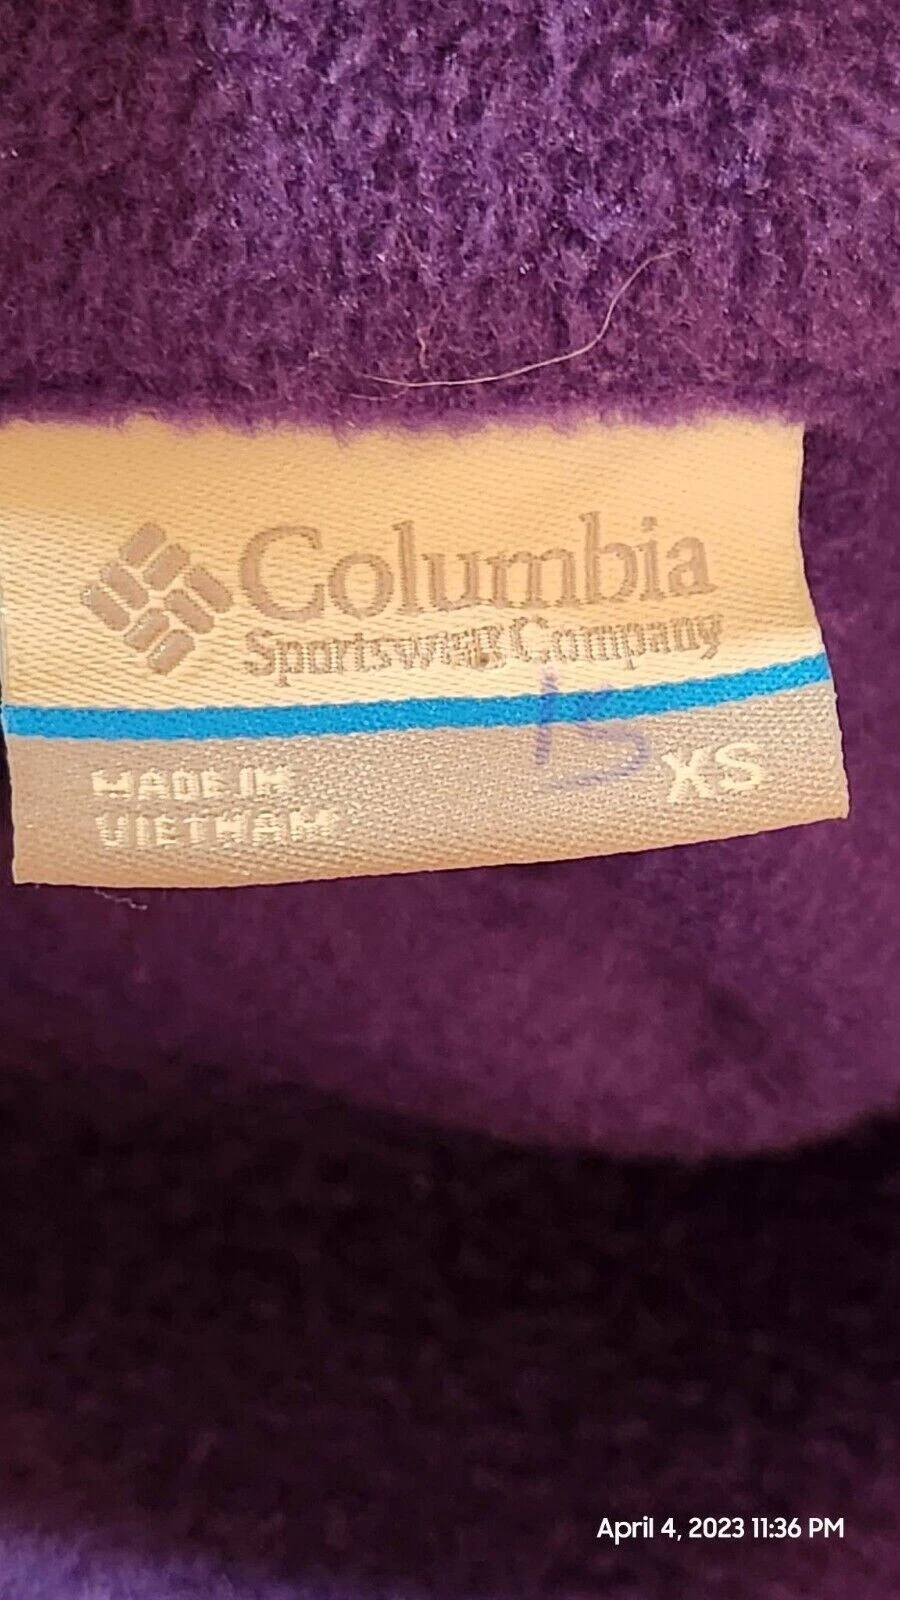 Columbia
Sportswear Company
MADE IN
VIETNAM
XS
April 4, 2023 11:36 PM